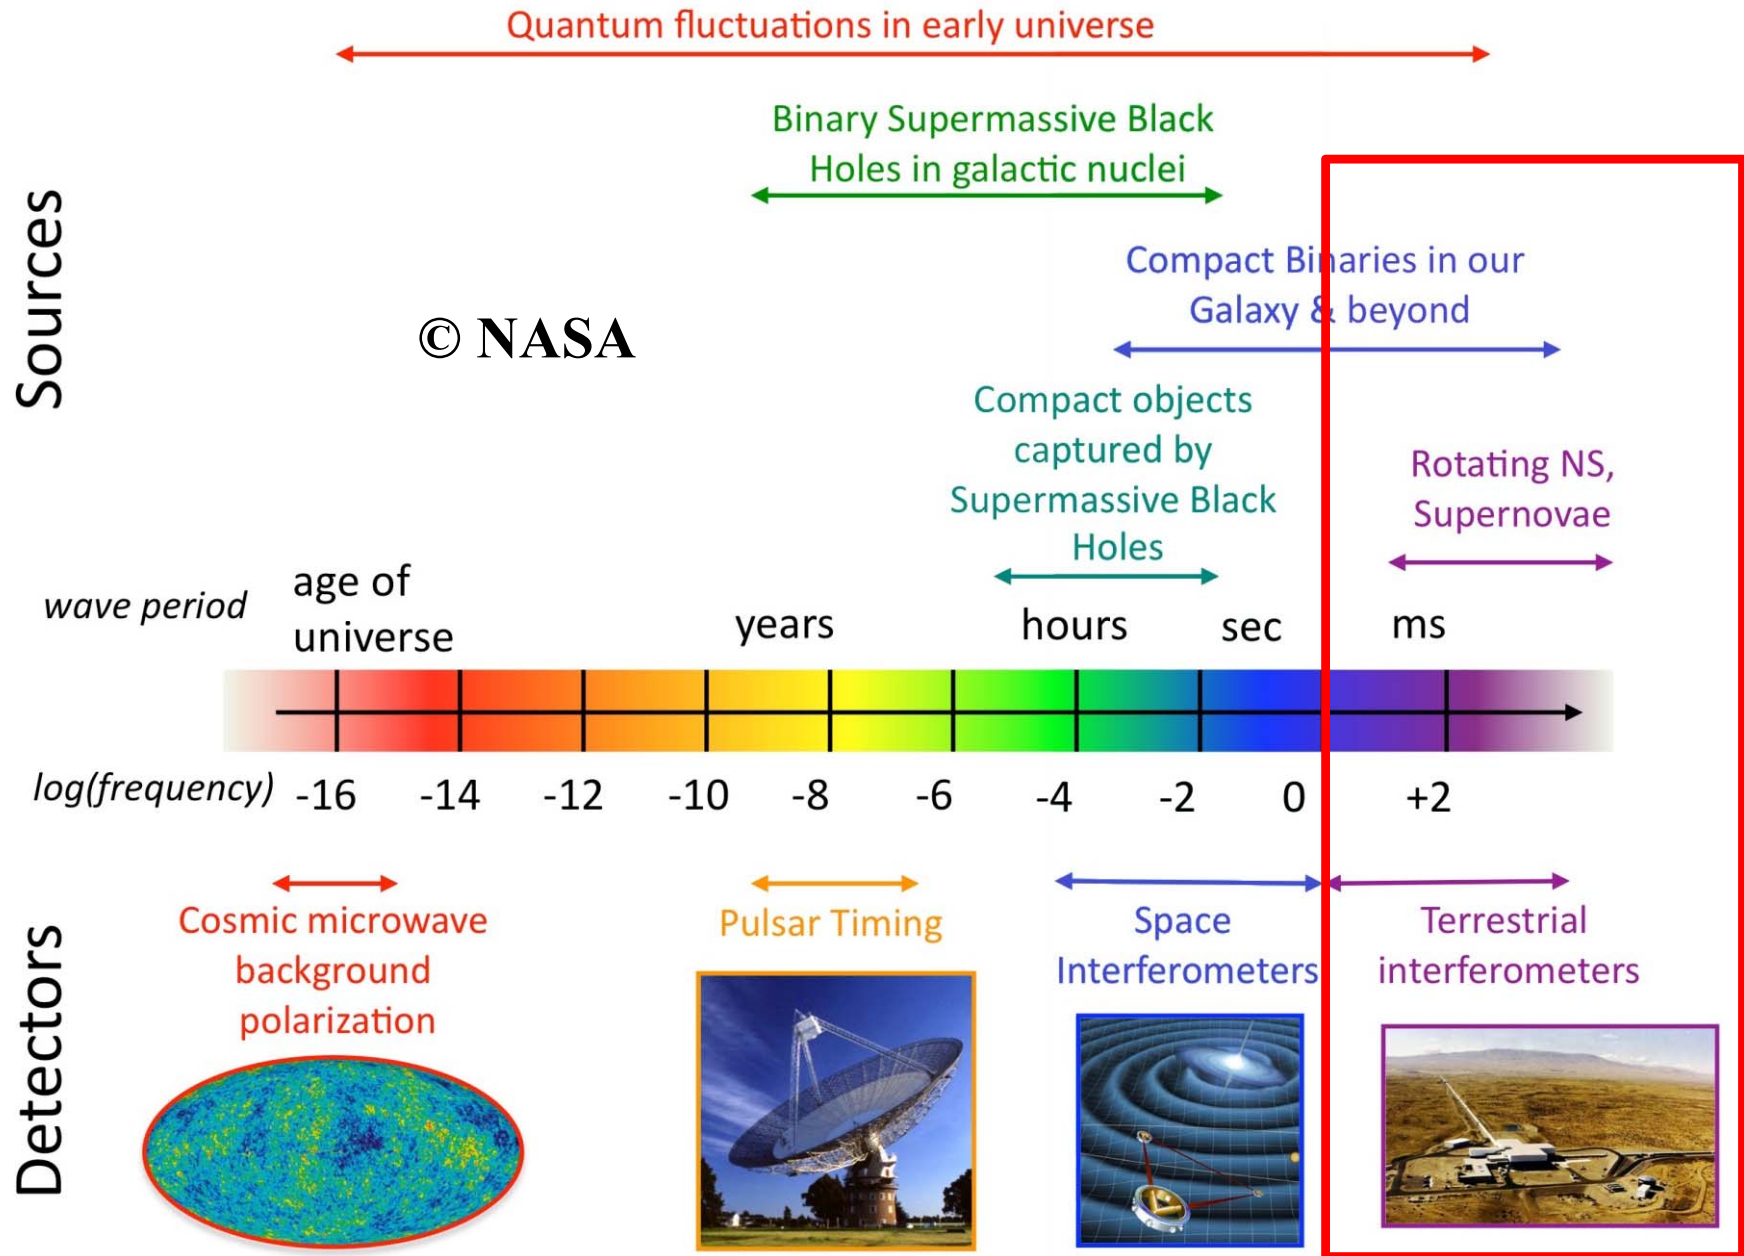 Quantum fluctuations in early universe
Binary Supermassive Black
Holes in galactic nuclei
Sources
Compact Binaries in our
Galaxy & beyond
© NASA
Compact objects
captured by
Supermassive Black
Holes
Rotating NS,
Supernovae
wave period
age of
universe
years
hours
sec
ms
log(frequency)
-16
-14
-12
-10
-8
-6
-4
-2
0
+2
Detectors
Cosmic microwave
background
polarization
Pulsar Timing
Space
Interferometers
Terrestrial
interferometers